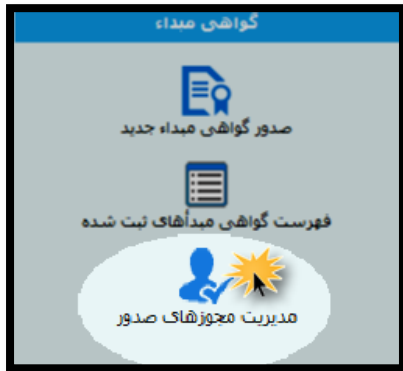 گواهی مبداء
صدور گواهی مبداء جدید
فهرست گواهی مبدأهای ثبت شده
مدیریت مجوزهای صدور